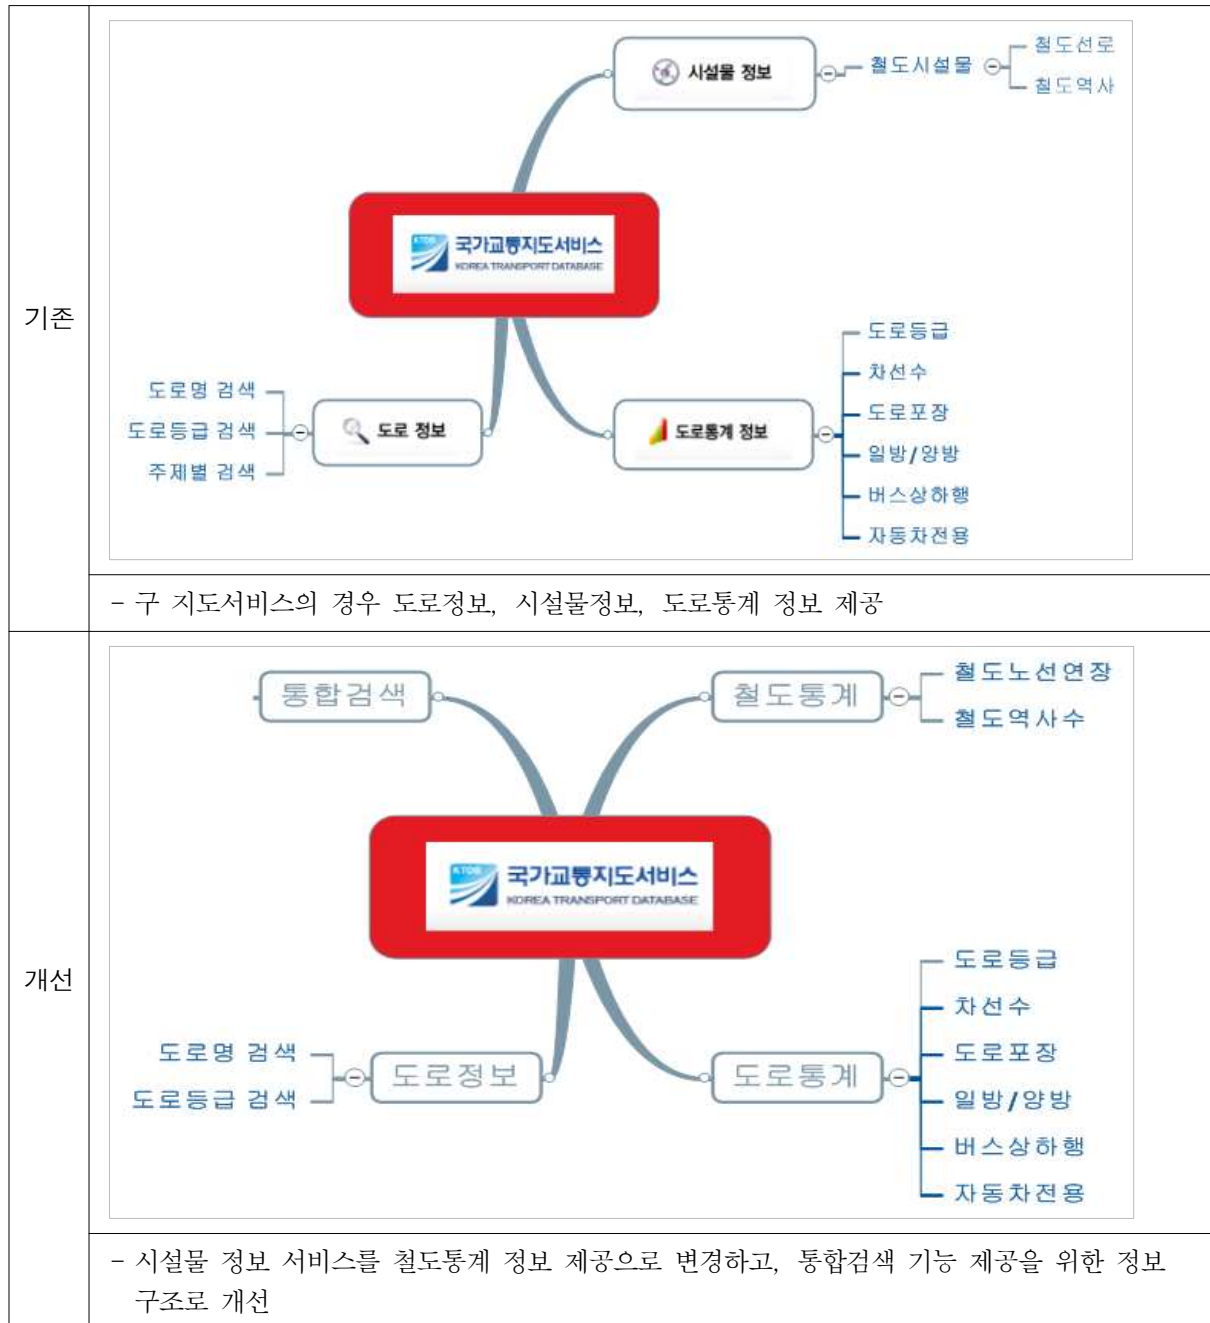 기존
시설물 정보
철도시설물
철도선로
철도역사
KTDB
국가교통지도서비스
KOREA TRANSPORT DATABASE
도로명 검색
도로등급 검색
주제별 검색
도로 정보
도로통계 정보
도로등급
차선수
도로포장
일방/양방
버스상하행
자동차전용
- 구 지도서비스의 경우 도로정보, 시설물정보, 도로통계 정보 제공
개선
통합검색
철도통계
철도노선연장
철도역사수
KTDB
국가교통지도서비스
KOREA TRANSPORT DATABASE
도로명 검색
도로등급 검색
도로정보
도로통계
도로등급
차선수
도로포장
일방/양방
버스상하행
자동차전용
- 시설물 정보 서비스를 철도통계 정보 제공으로 변경하고, 통합검색 기능 제공을 위한 정보
구조로 개선